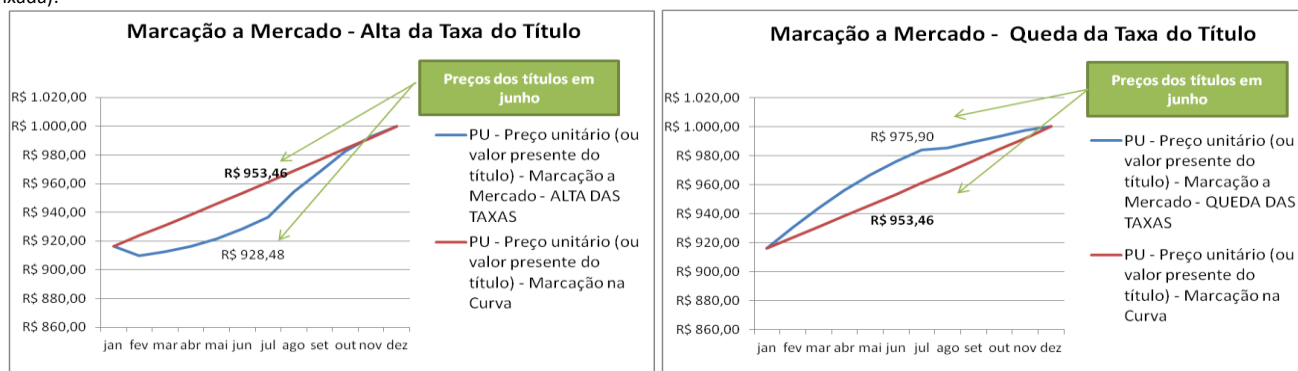 ixada).
Marcação a Mercado - Alta da Taxa do Título
Preços dos títulos em
junho
R$ 1.020,00
R$ 1.000,00
R$ 980,00
R$ 960,00
R$ 940,00
R$ 920,00
R$ 900,00
R$ 880,00
R$ 860,00
R$ 953,46
R$ 928,48
jan fev mar abr mai jun jul ago set out nov dez
PU - Preço unitário (ou
valor presente do
título) - Marcação a
Mercado - ALTA DAS
TAXAS
PU - Preço unitário (ou
valor presente do
título) - Marcação na
Curva
Marcação a Mercado - Queda da Taxa do Título
Preços dos títulos em
junho
R$ 1.020,00
R$ 1.000,00
R$ 980,00
R$ 960,00
R$ 940,00
R$ 920,00
R$ 900,00
R$ 880,00
R$ 860,00
R$ 975,90
R$ 953,46
jan fev mar abr mai jun jul ago set out nov dez
PU - Preço unitário (ou
valor presente do
título) - Marcação a
Mercado - QUEDA DAS
TAXAS
PU - Preço unitário (ou
valor presente do
título) - Marcação na
Curva